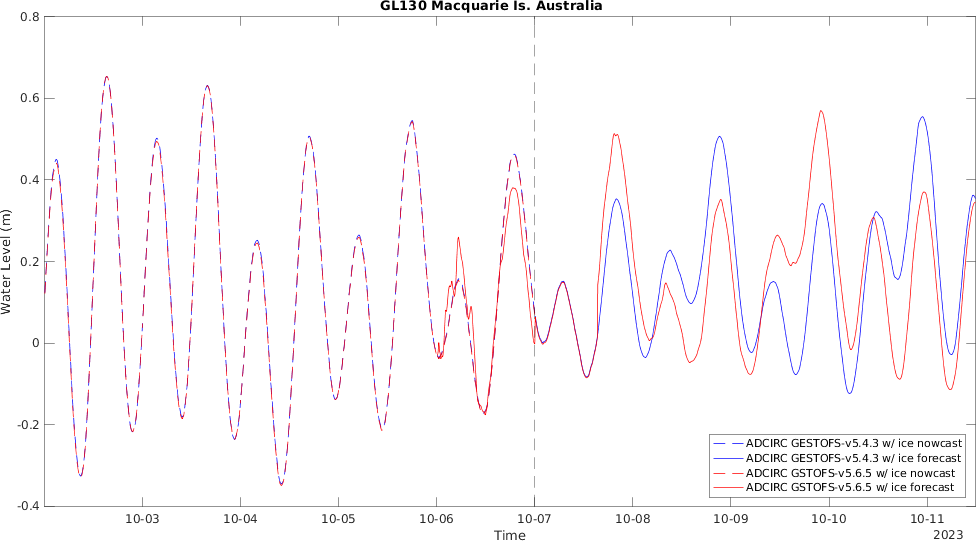 GL130 Macquarie Is. Australia
0.8
0.6
0.4
0.2
0
-0.2
-0.4
Water Level (m)
ADCIRC GESTOFS-v5.4.3 w/ ice nowcast
ADCIRC GESTOFS-v5.4.3 w/ ice forecast
ADCIRC GSTOFS-v5.6.5 w/ ice nowcast
ADCIRC GSTOFS-v5.6.5 w/ ice forecast
10-03 10-04 10-05 10-06 10-07 10-08 10-09 10-10 10-11
Time
2023